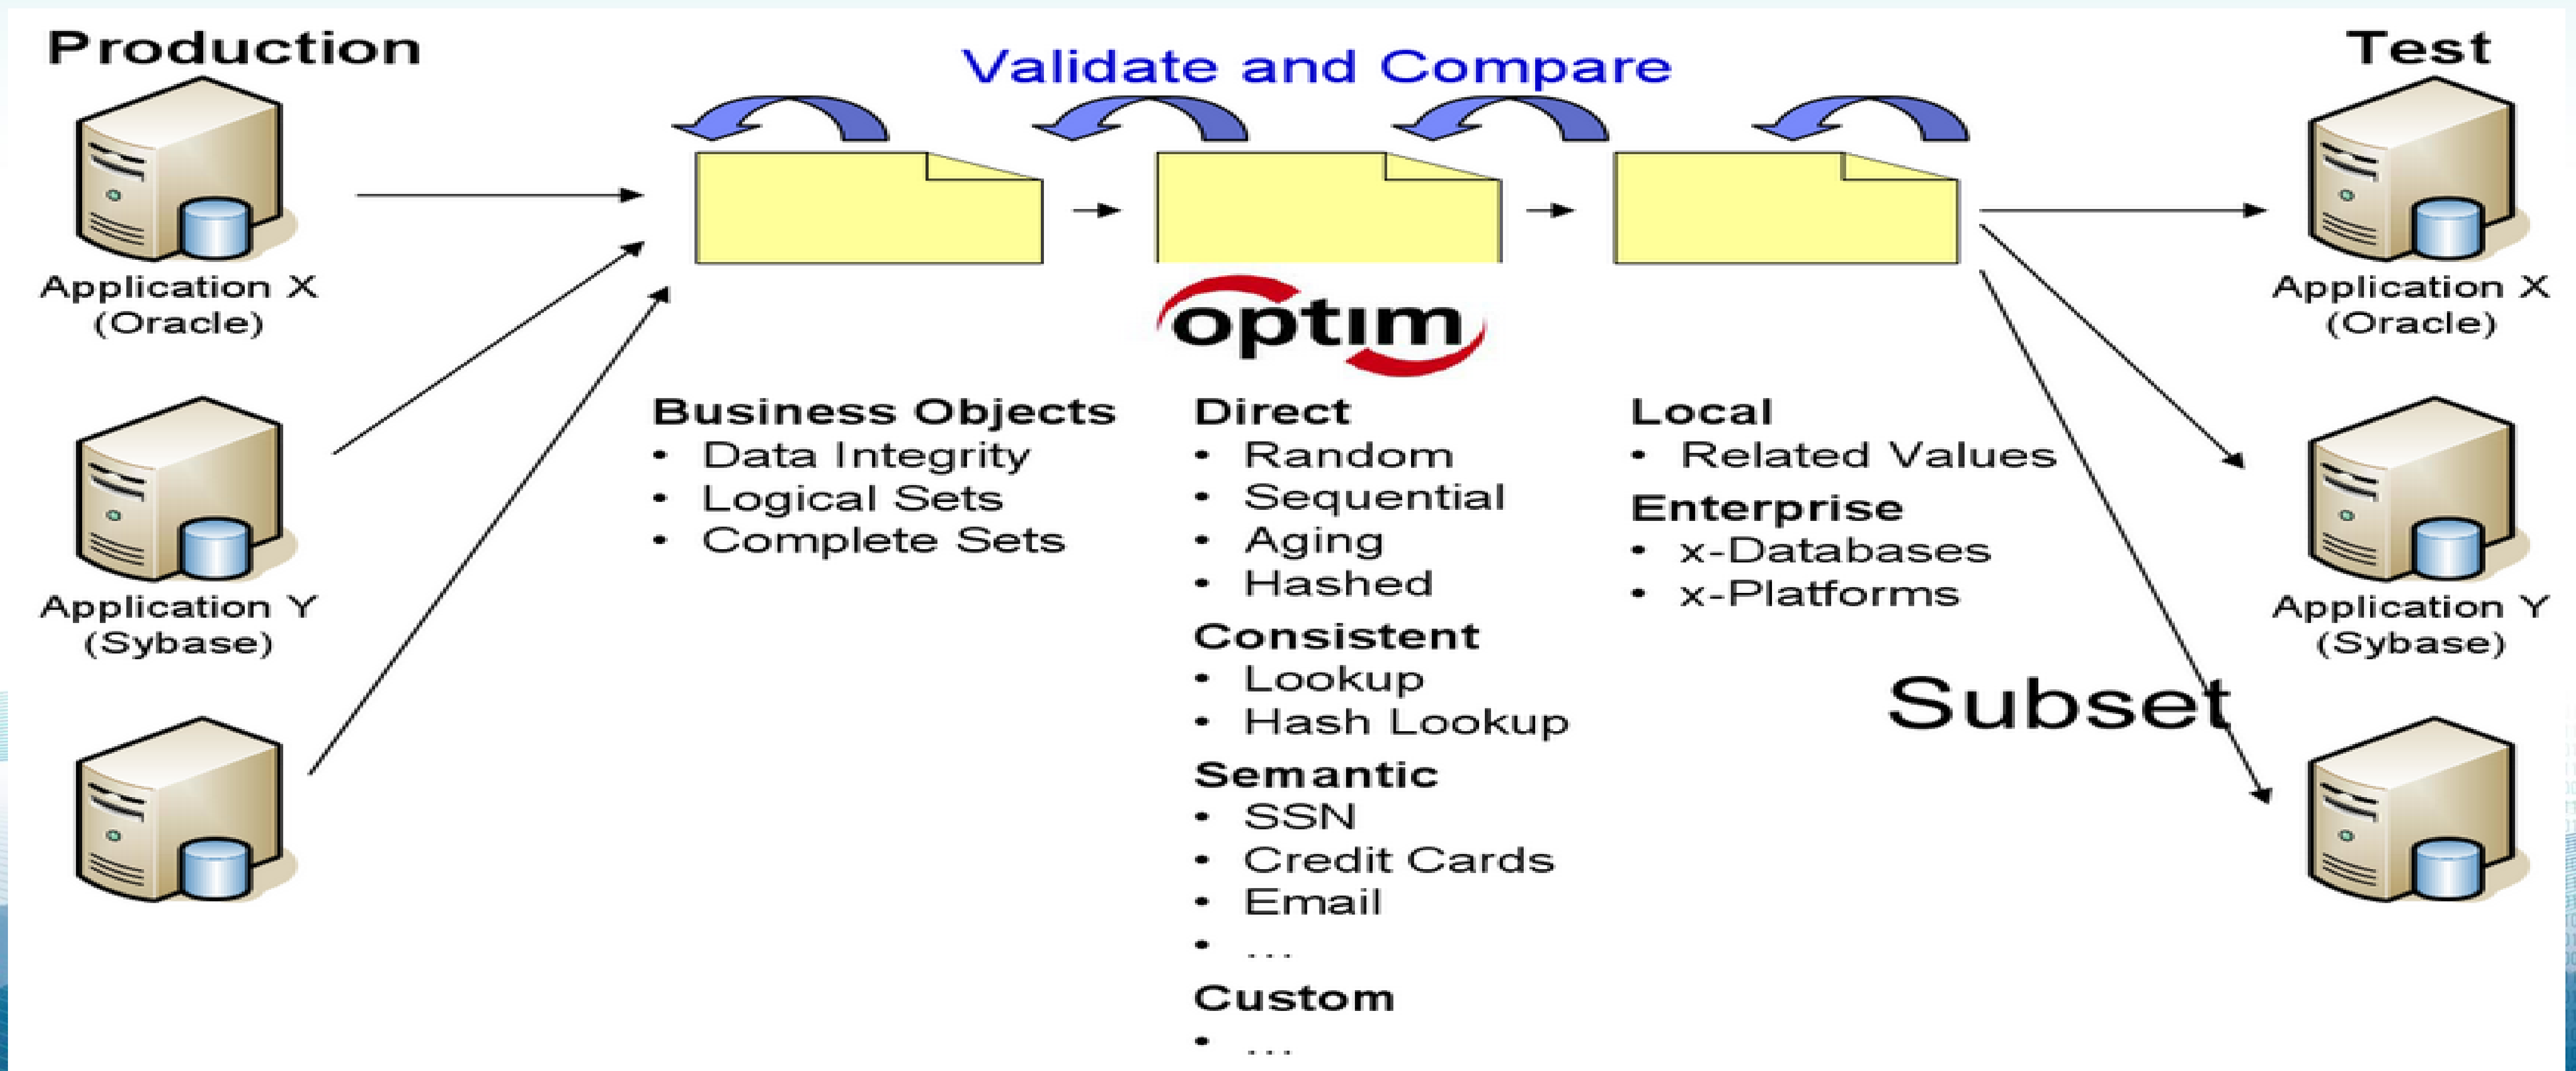 Production
Validate and Compare
Test
Application X
(Oracle)
Application Y
(Sybase)
optim
Business Objects
• Data Integrity
• Logical Sets
• Complete Sets
Direct
• Random
• Sequential
• Aging
• Hashed
Consistent
• Lookup
• Hash Lookup
Semantic
• SSN
• Credit Cards
• Email
• ...
Custom
• ...
Local
• Related Values
Enterprise
• x-Databases
• x-Platforms
Subset
Application X
(Oracle)
Application Y
(Sybase)